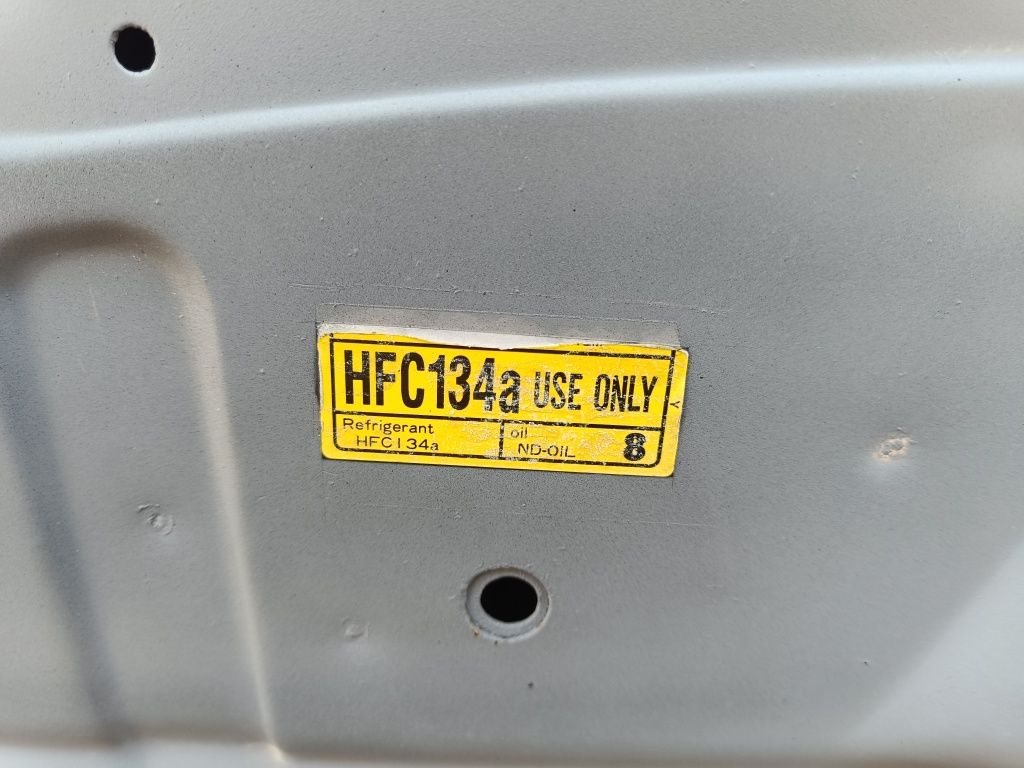 HFC134a USE ONLY
Refrigerant
HFC134a
oil
ND-OIL 8